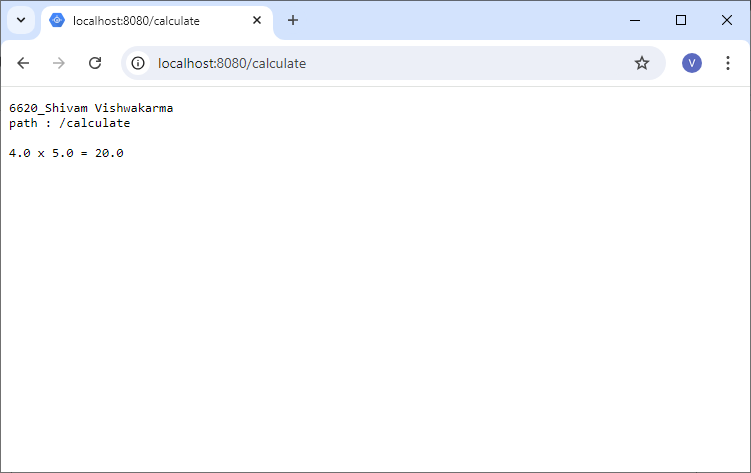 localhost:8080/calculate
localhost:8080/calculate
V
6620_Shivam Vishwakarma
path : /calculate
4.0 x 5.0 = 20.0